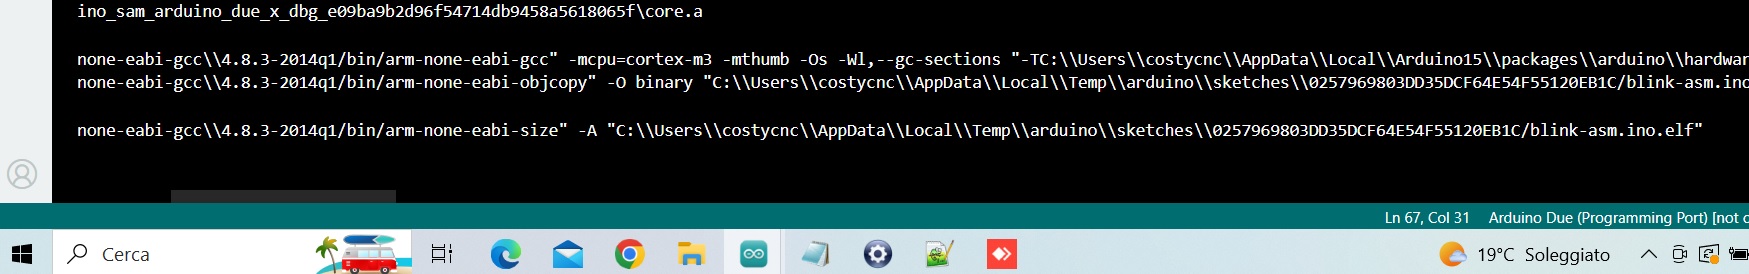 ino_sam_arduino_due_x_dbg_e09ba9b2d96f54714db9458a5618065f\core.a
none-eabi-gcc\\4.8.3-2014q1/bin/arm-none-eabi-gcc" -mcpu=cortex-m3 -mthumb -Os -Wl,--gc-sections "-TC:\\Users\\costycnc\\AppData\\Local\\Arduino15\\packages\\arduino\\hardwar
none-eabi-gcc\\4.8.3-2014q1/bin/arm-none-eabi-objcopy" -O binary "C:\\Users\\costycnc\\AppData\\Local\\Temp\\arduino\\sketches\\0257969803DD35DCF64E54F55120EB1C/blink-asm.ino
none-eabi-gcc\\4.8.3-2014q1/bin/arm-none-eabi-size" -A "C:\\Users\\costycnc\\AppData\\Local\\Temp\\arduino\\sketches\\0257969803DD35DCF64E54F55120EB1C/blink-asm.ino.elf"
Ln 67, Col 31 Arduino Due (Programming Port) [not c
Cerca 19°C Soleggiato